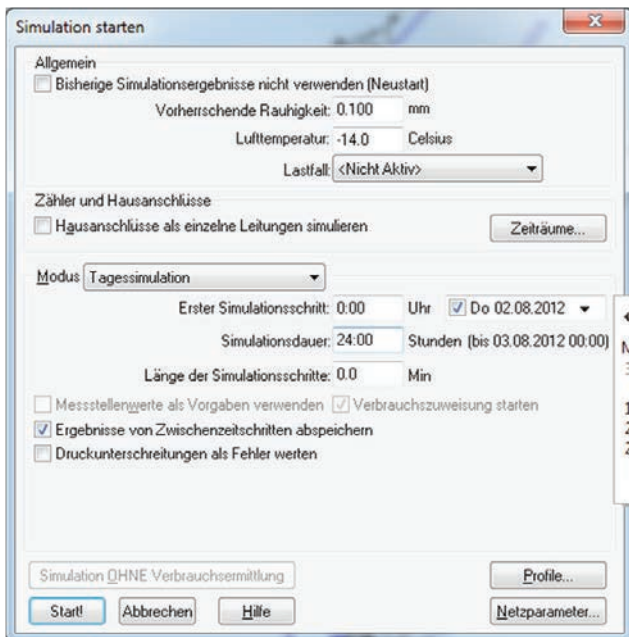 Simulation starten
Allgemein
Bisherige Simulationsergebnisse nicht verwenden (Neustart)
Vorherrschende Rauhigkeit: 0.100 mm
Lufttemperatur: -14.0 Celsius
Lastfall: <Nicht Aktiv>
Zähler und Hausanschlüsse
Hausanschlüsse als einzelne Leitungen simulieren Zeiträume...
Modus Tagessimulation
Erster Simulationsschritt: 0:00 Uhr Do 02.08.2012
Simulationsdauer: 24:00 Stunden (bis 03.08.2012 00:00)
Länge der Simulationsschritte: 0.0 Min
Messstellenwerte als Vorgaben verwenden Verbrauchszuweisung starten
Ergebnisse von Zwischenzeitschritten abspeichern
Druckunterschreitungen als Fehler werten
Simulation OHNE Verbrauchsermittlung Profile...
Start! Abbrechen Hilfe Netzparameter...